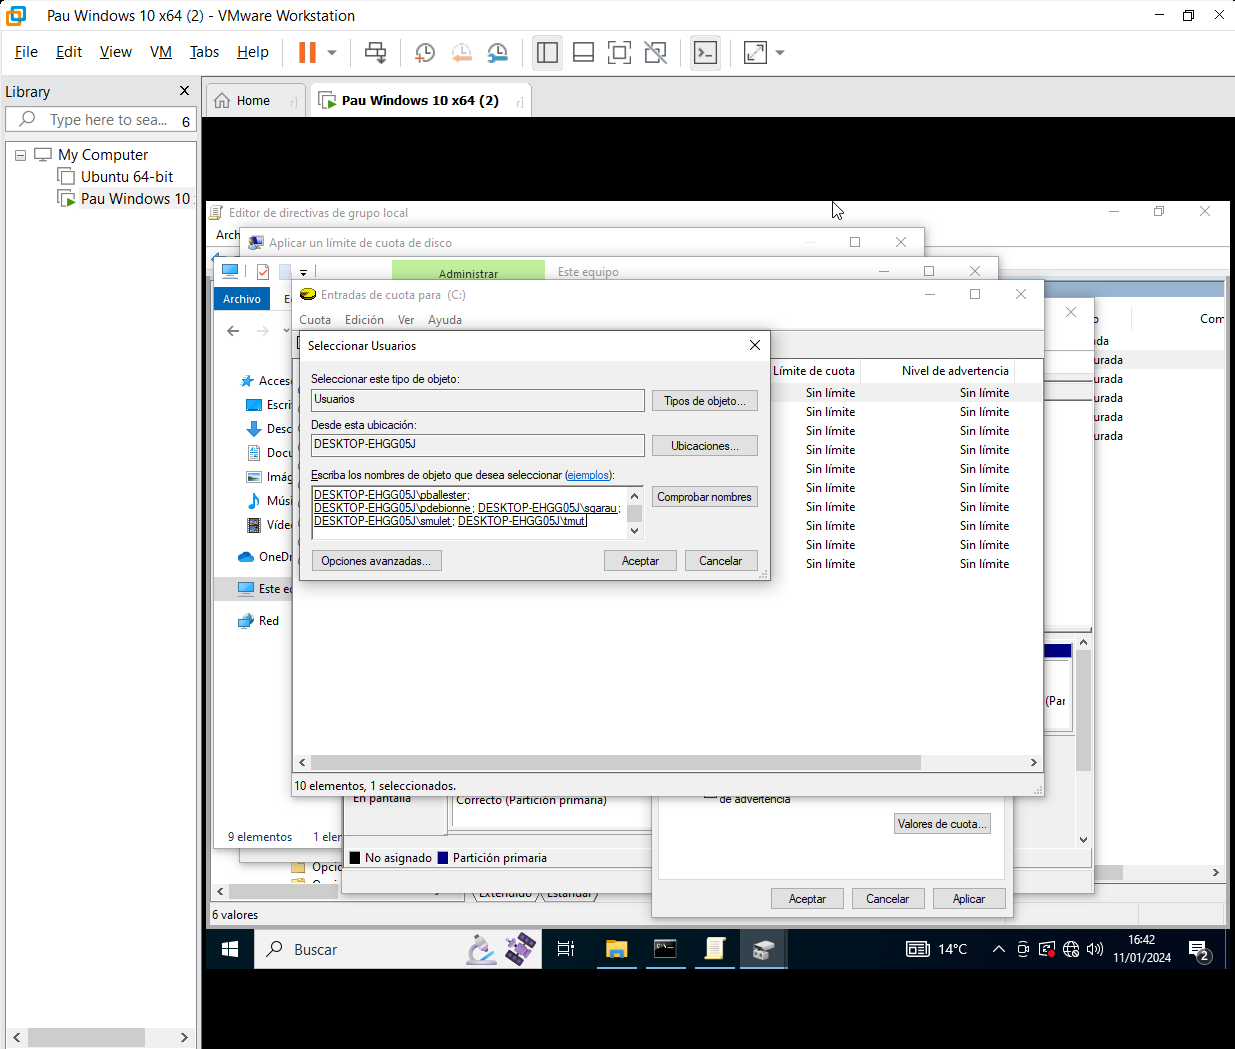 Pau Windows 10 x64 (2) - VMware Workstation
File Edit View VM Tabs Help
Library
Type here to sea... 6
My Computer
Ubuntu 64-bit
Pau Windows 10
Home
Pau Windows 10 x64 (2)
Editor de directivas de grupo local
Arch
Aplicar un límite de cuota de disco
Administrar
Este equipo
Archivo
Entradas de cuota para (C:)
Cuota Edición Ver Ayuda
Seleccionar Usuarios
Seleccionar este tipo de objeto:
Usuarios
Tipos de objeto...
Desde esta ubicación:
DESKTOP-EHGG05J
Ubicaciones...
Escriba los nombres de objeto que desea seleccionar (ejemplos):
DESKTOP-EHGG05J\pballester;
DESKTOP-EHGG05J\pdebionne; DESKTOP-EHGG05J\sgarau;
DESKTOP-EHGG05J\smulet; DESKTOP-EHGG05J\tmut
Comprobar nombres
Opciones avanzadas...
Aceptar
Cancelar
Límite de cuota Nivel de advertencia
Sin límite Sin límite
Sin límite Sin límite
Sin límite Sin límite
Sin límite Sin límite
Sin límite Sin límite
Sin límite Sin límite
Sin límite Sin límite
Sin límite Sin límite
Sin límite Sin límite
Sin límite Sin límite
Com
ada
urada
urada
urada
urada
urada
Acces
Escri
Desc
Docu
Imág
Músi
Víde
OneDr
Este ec
Red
(Par
10 elementos, 1 seleccionados.
En pantalla
Correcto (Partición primaria)
de advertencia
Valores de cuota...
9 elementos 1 eler
No asignado Partición primaria
Opcio
Extendido Estándar
Aceptar Cancelar Aplicar
6 valores
Buscar
14°C
16:42
11/01/2024
2